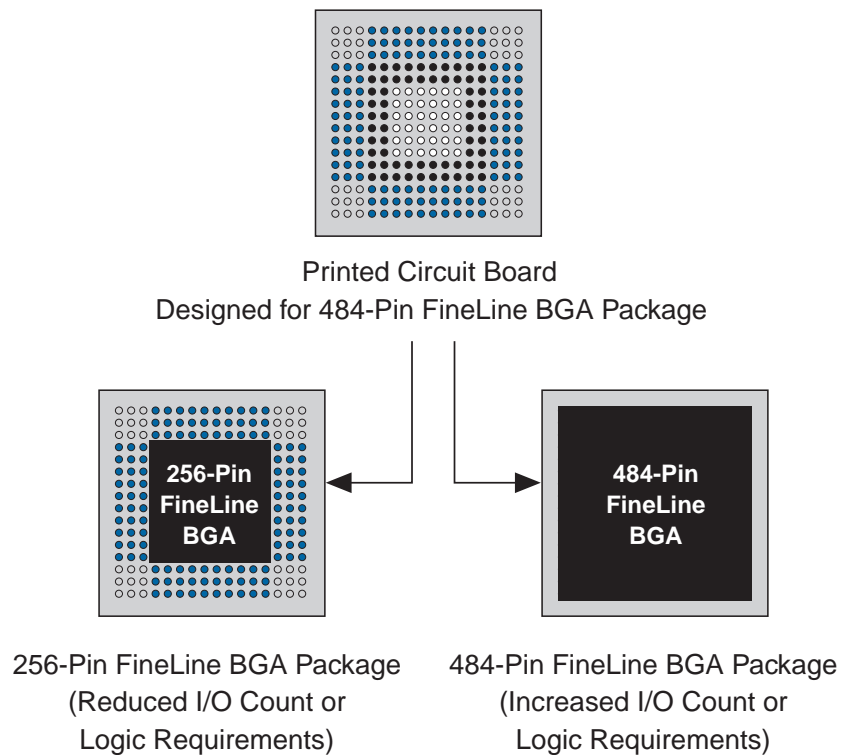 Printed Circuit Board
Designed for 484-Pin FineLine BGA Package
256-Pin
FineLine
BGA
484-Pin
FineLine
BGA
256-Pin FineLine BGA Package
(Reduced I/O Count or
Logic Requirements)
484-Pin FineLine BGA Package
(Increased I/O Count or
Logic Requirements)